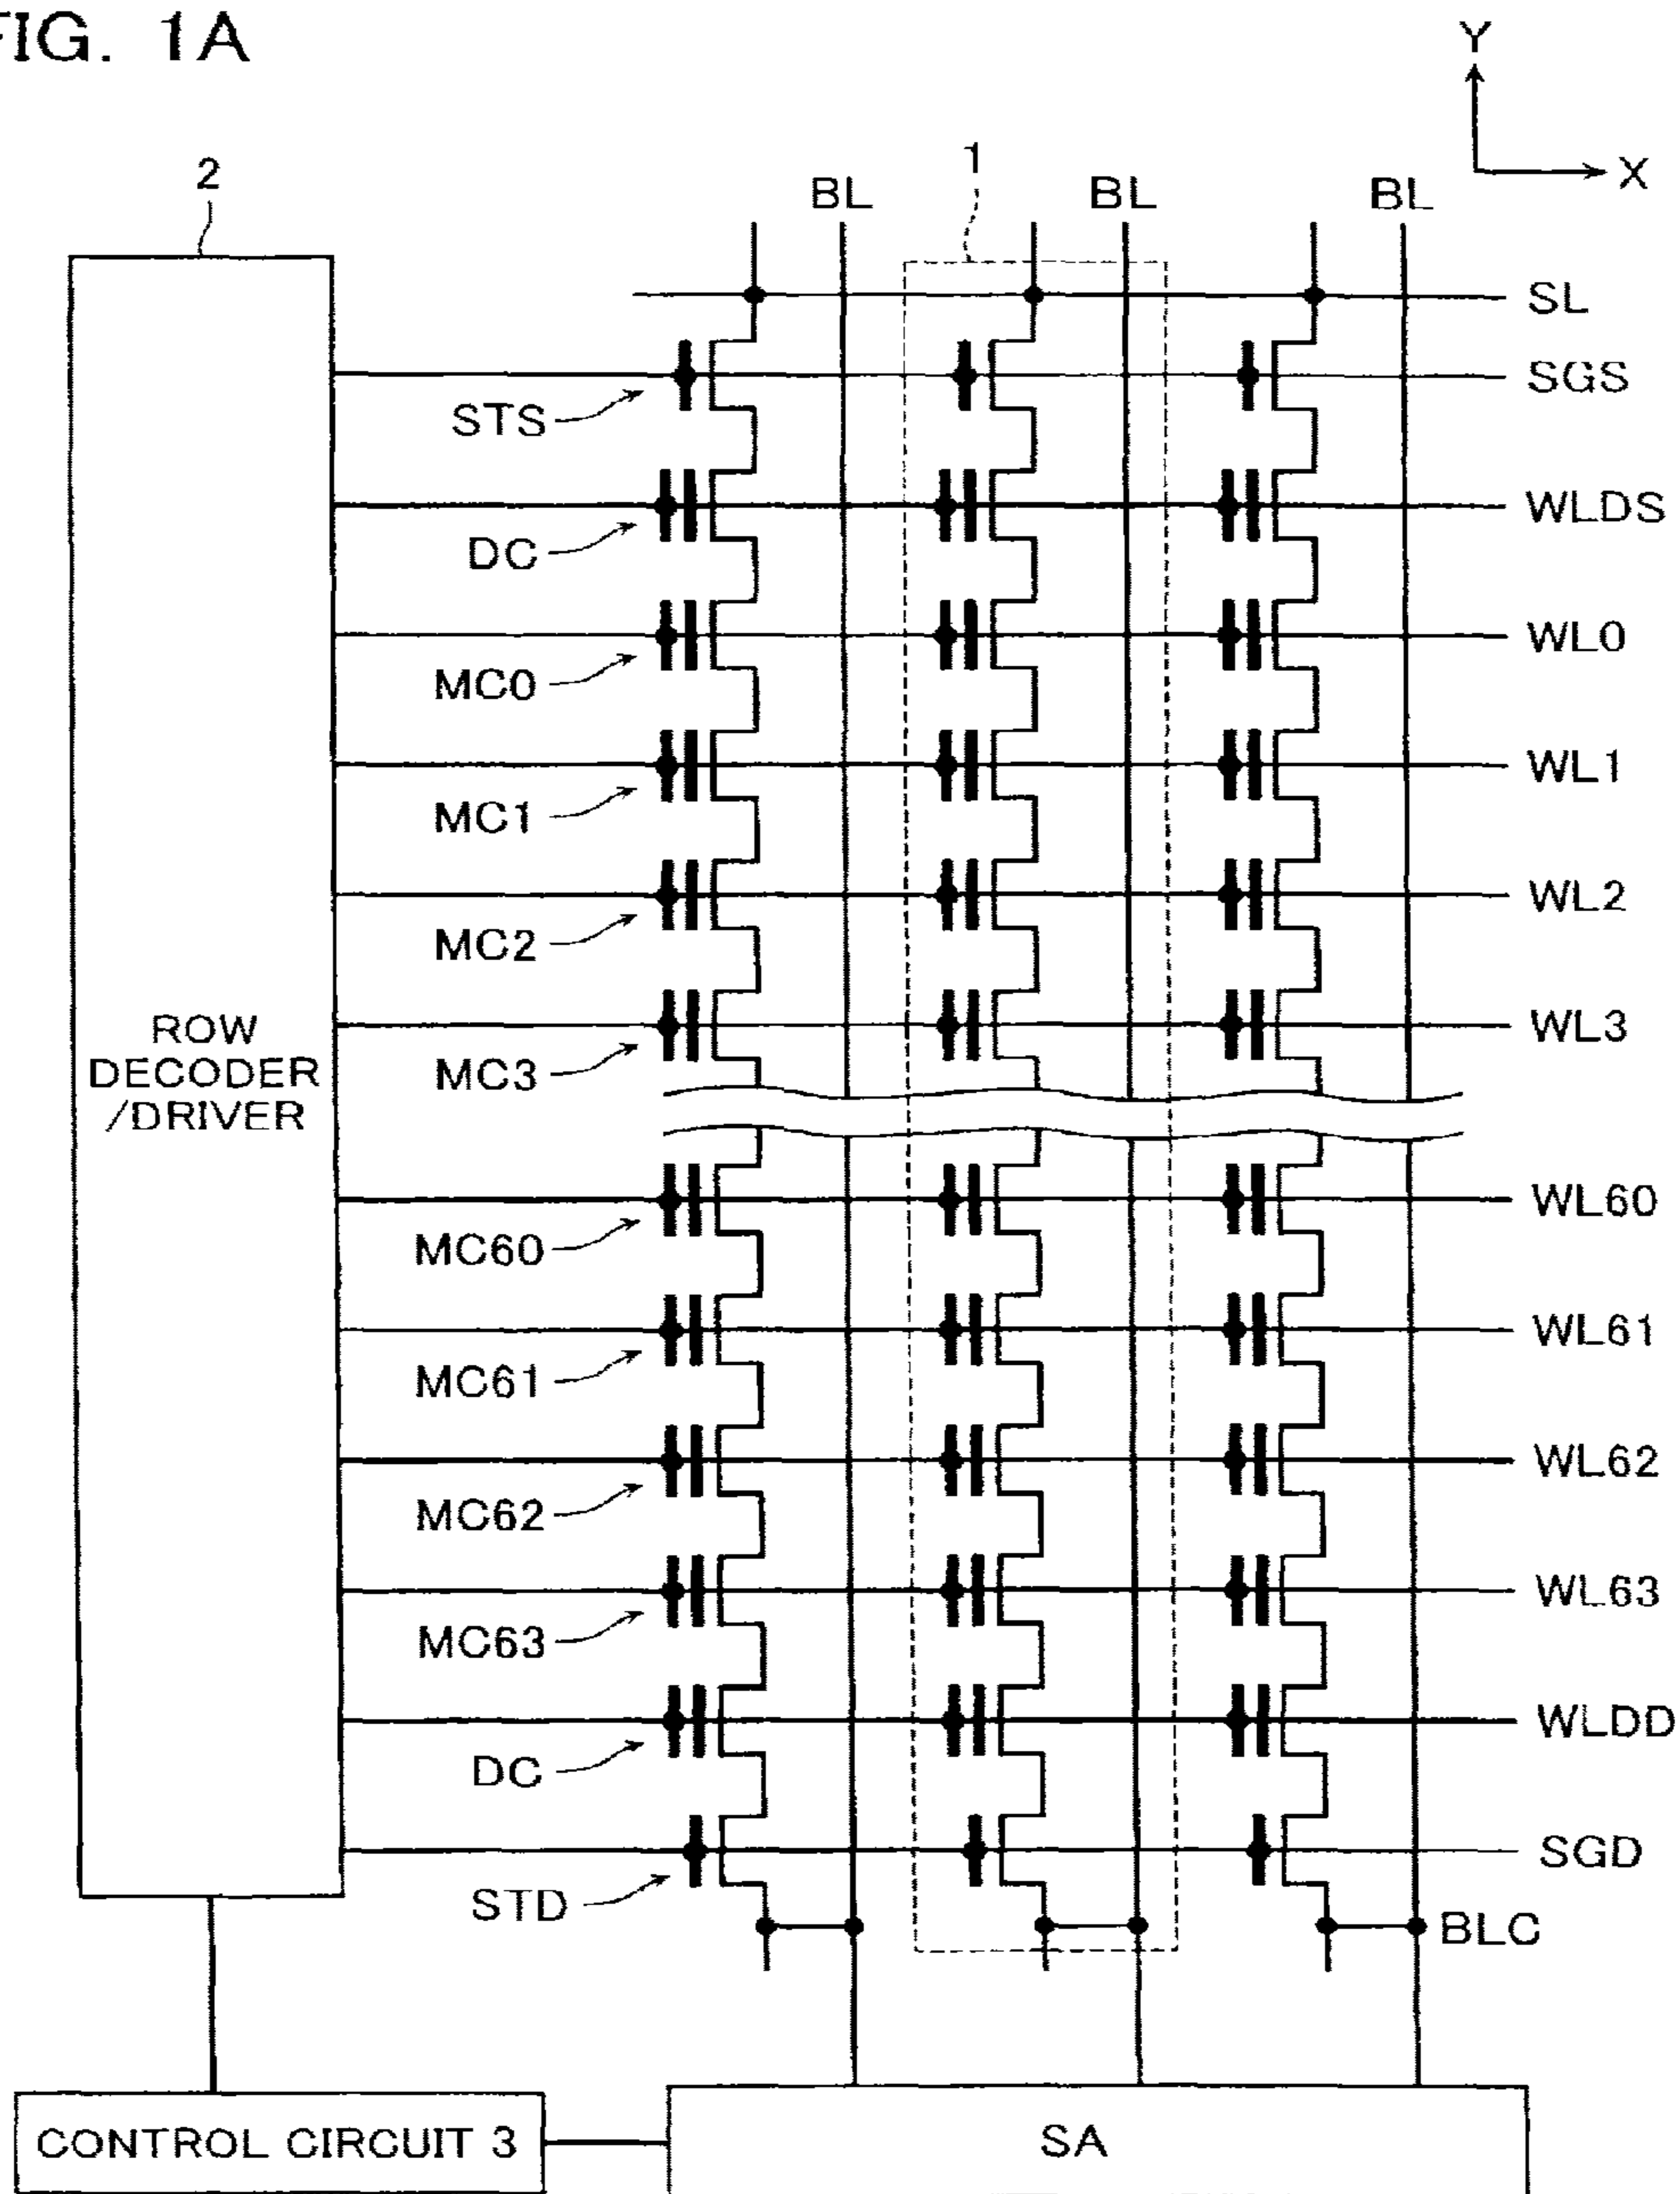 FIG. 1A
Y
X
2
1
BL
BL
BL
SL
SGS
STS
WLDS
DC
WL0
MC0
WL1
MC1
WL2
MC2
WL3
MC3
ROW
DECODER
/DRIVER
WL60
MC60
WL61
MC61
WL62
MC62
WL63
MC63
WLDD
DC
SGD
STD
BLC
CONTROL CIRCUIT 3
SA